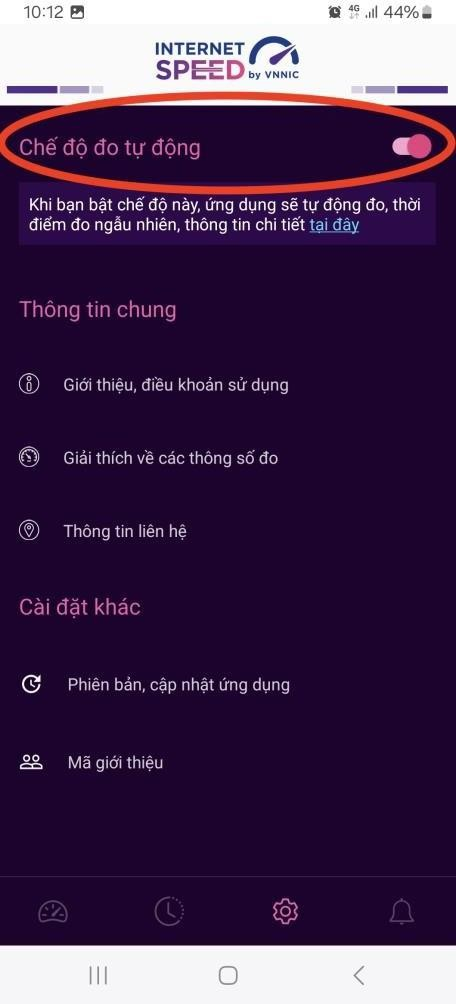 10:12 4G 44%
INTERNET
SPEED by VNNIC
Chế độ đo tự động
Khi bạn bật chế độ này, ứng dụng sẽ tự động đo, thời
điểm đo ngẫu nhiên, thông tin chi tiết tại đây
Thông tin chung
Giới thiệu, điều khoản sử dụng
Giải thích về các thông số đo
Thông tin liên hệ
Cài đặt khác
Phiên bản, cập nhật ứng dụng
Mã giới thiệu